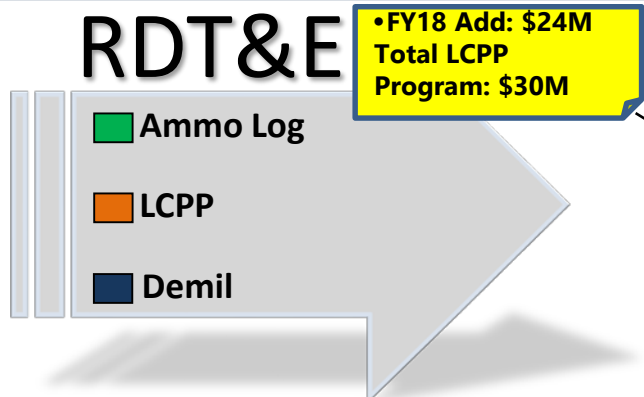 RDT&E
•FY18 Add: $24M
Total LCPP
Program: $30M
Ammo Log
LCPP
Demil